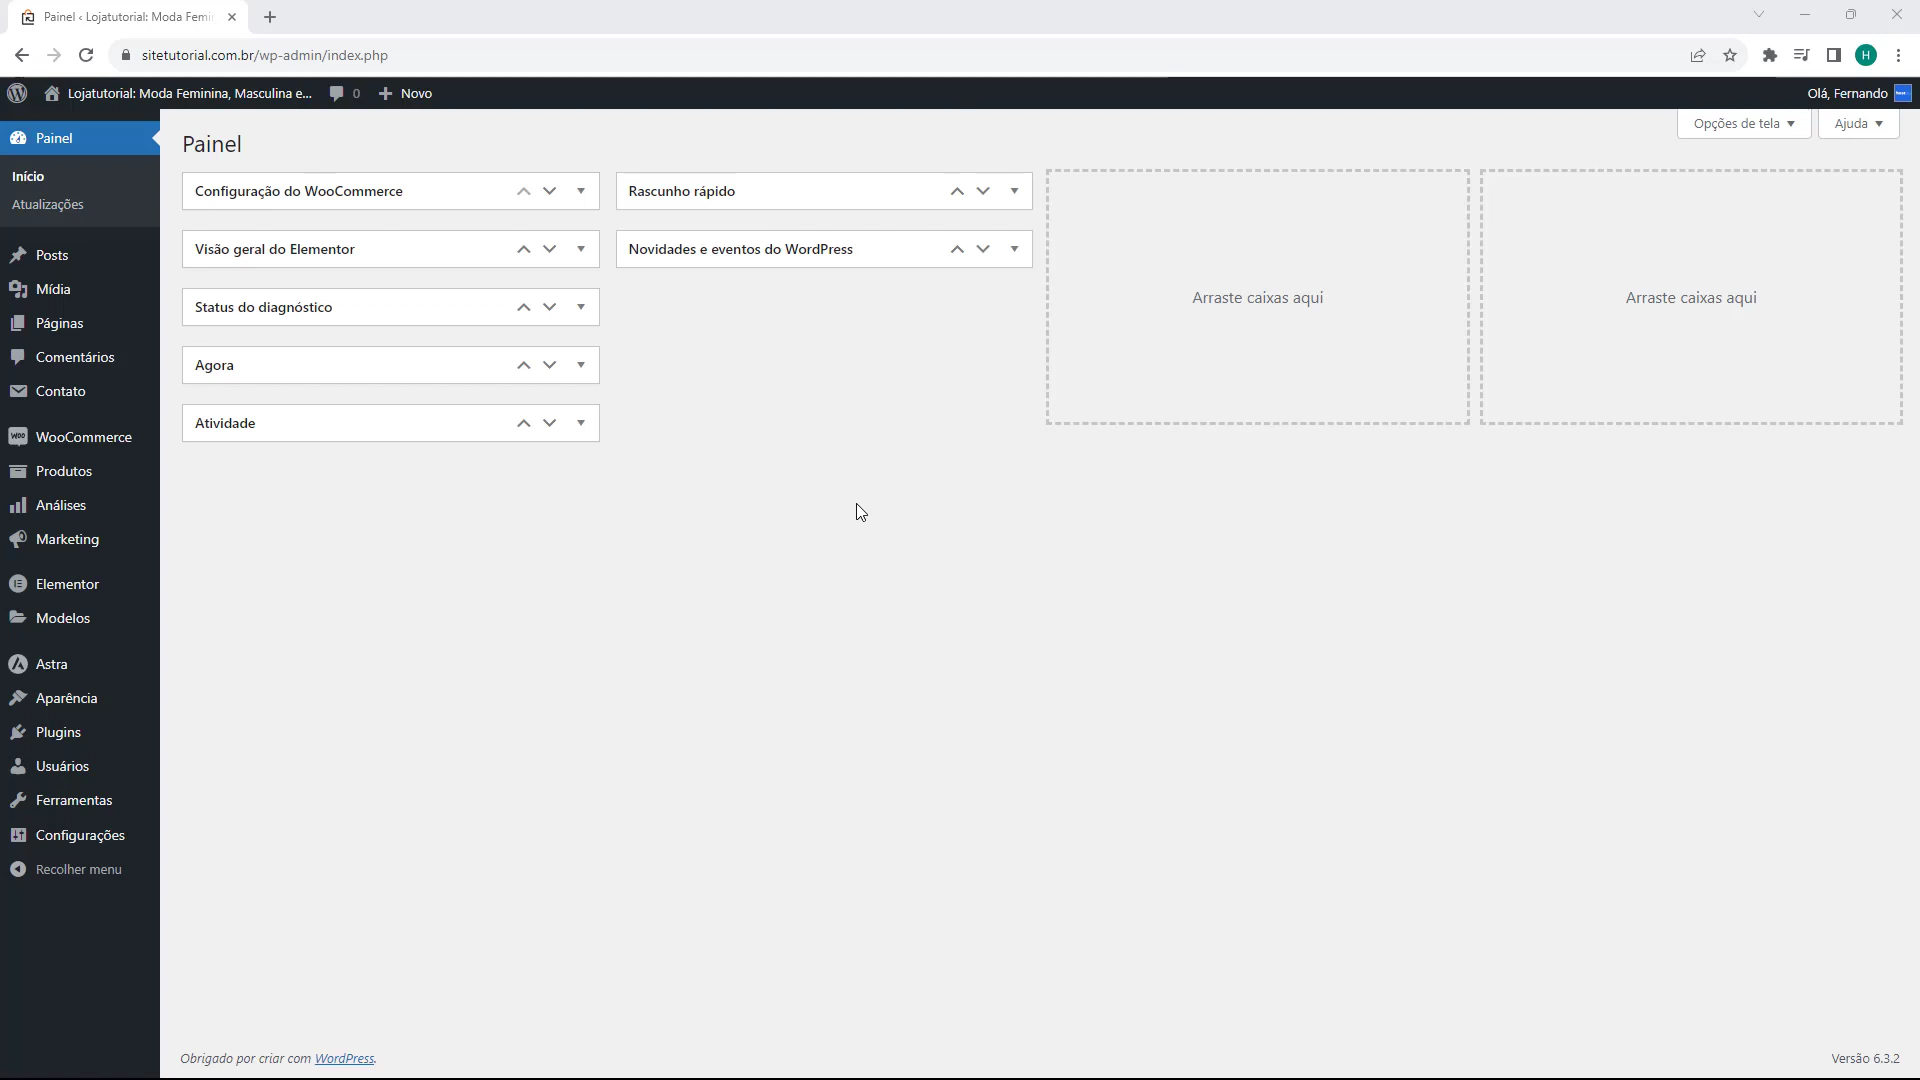 Painel ‹ Lojatutorial: Moda Femi
sitetutorial.com.br/wp-admin/index.php
H
Lojatutorial: Moda Feminina, Masculina e...
0
Novo
Olá, Fernando
Opções de tela
Ajuda
Painel
Início
Atualizações
Posts
Mídia
Páginas
Comentários
Contato
WooCommerce
Produtos
Análises
Marketing
Elementor
Modelos
Astra
Aparência
Plugins
Usuários
Ferramentas
Configurações
Recolher menu
Painel
Configuração do WooCommerce
Visão geral do Elementor
Status do diagnóstico
Agora
Atividade
Rascunho rápido
Novidades e eventos do WordPress
Arraste caixas aqui
Arraste caixas aqui
Obrigado por criar com WordPress.
Versão 6.3.2